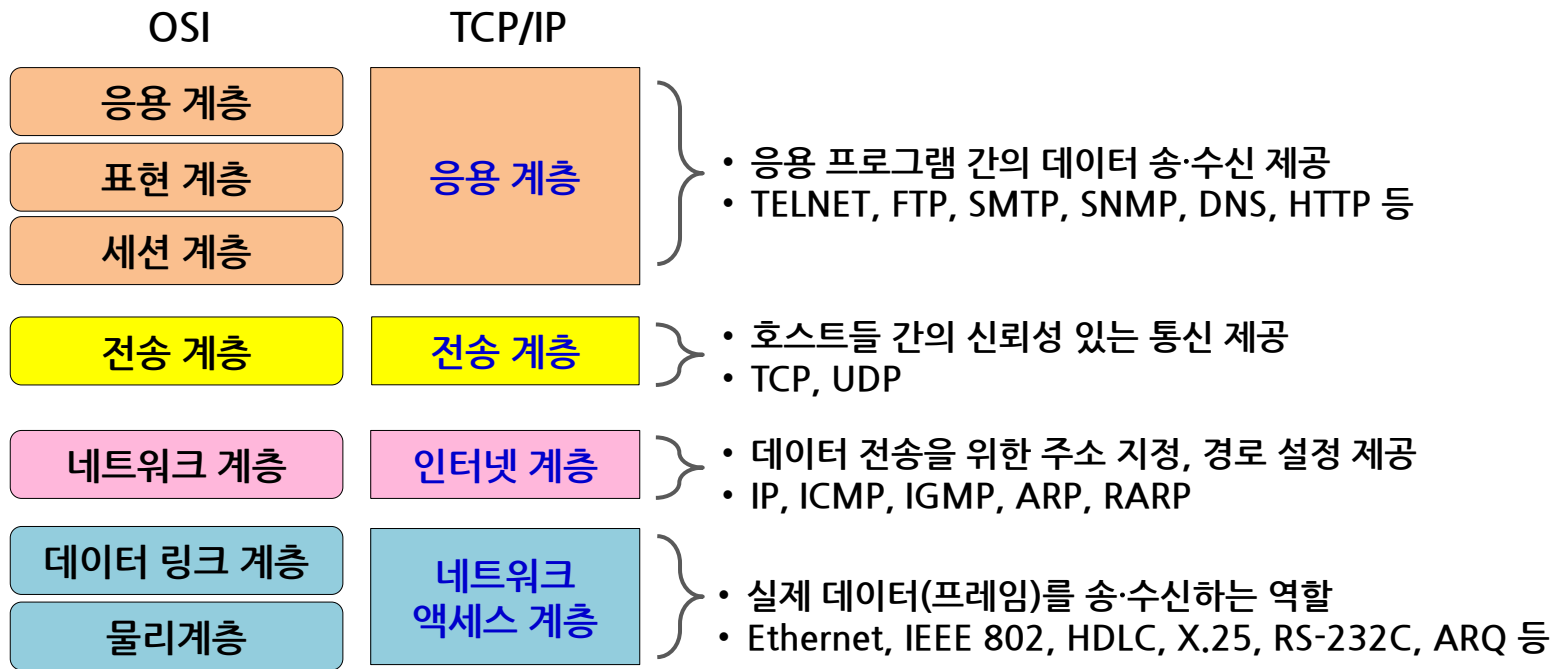 OSI TCP/IP
응용 계층
표현 계층
세션 계층
응용 계층
• 응용 프로그램 간의 데이터 송·수신 제공
• TELNET, FTP, SMTP, SNMP, DNS, HTTP 등
전송 계층
전송 계층
• 호스트들 간의 신뢰성 있는 통신 제공
• TCP, UDP
네트워크 계층
인터넷 계층
• 데이터 전송을 위한 주소 지정, 경로 설정 제공
• IP, ICMP, IGMP, ARP, RARP
데이터 링크 계층
물리계층
네트워크
액세스 계층
• 실제 데이터(프레임)를 송·수신하는 역할
• Ethernet, IEEE 802, HDLC, X.25, RS-232C, ARQ 등